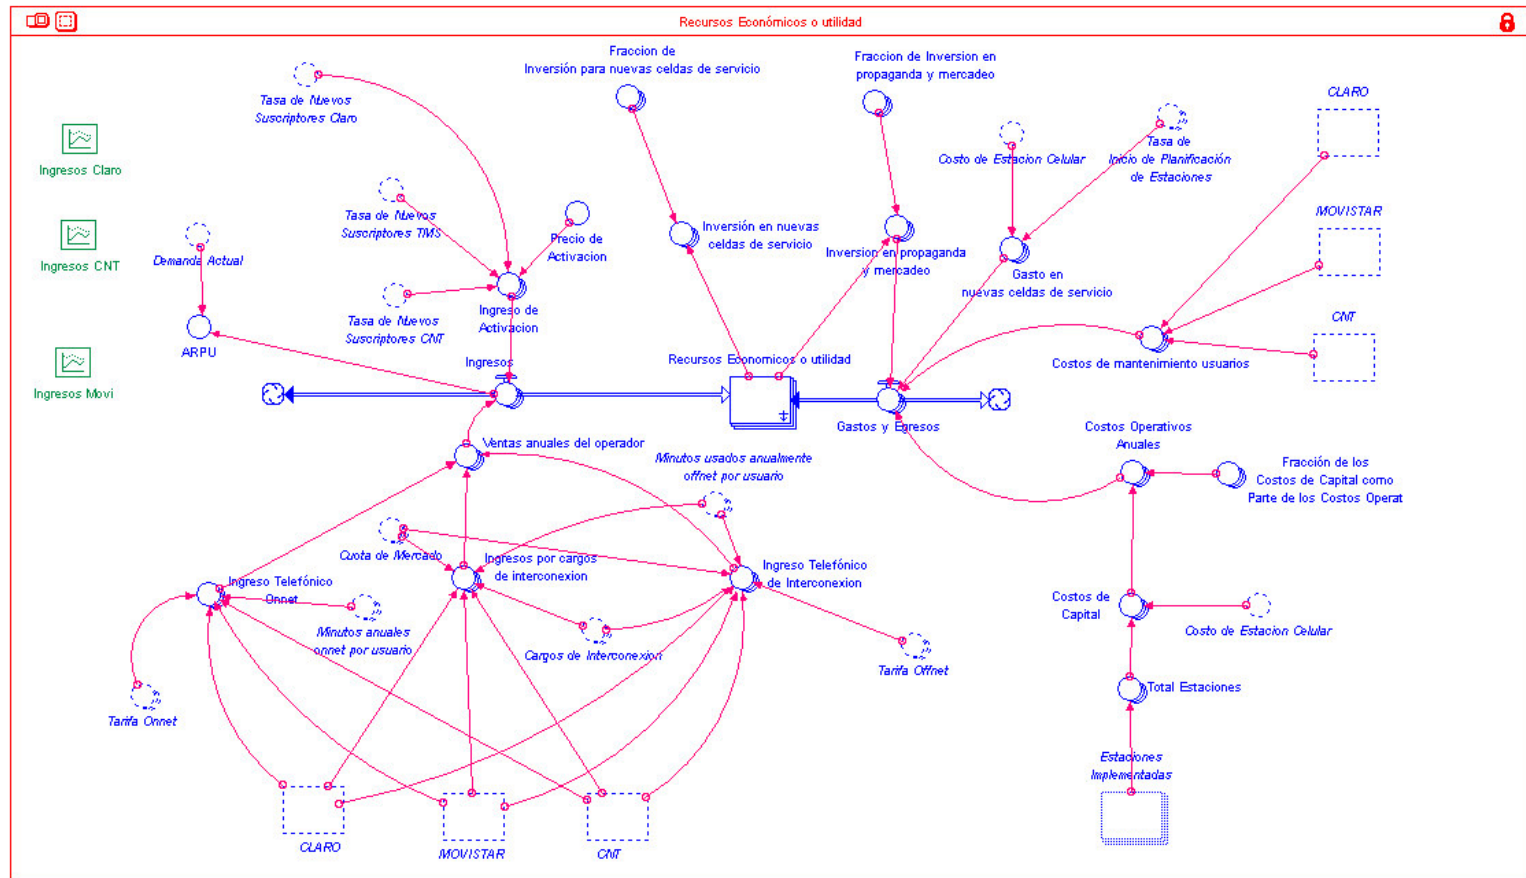 Recursos Económicos o utilidad
Fraccion de
Inversión para nuevas celdas de servicio
Fraccion de Inversion en
propaganda y mercadeo
CLARO
Tasa de Nuevos
Suscriptores Claro
Costo de Estacion Celular
Tasa de
Inicio de Planificación
de Estaciones
Ingresos Claro
Tasa de Nuevos
Suscriptores TMS
Precio de
Activacion
Inversión en nuevas
celdas de servicio
Inversion en propaganda
y mercadeo
MOVISTAR
Demanda Actual
Ingresos CNT
Gasto en
nuevas celdas de servicio
Tasa de Nuevos
Suscriptores CNT
Ingreso de
Activacion
CNT
ARPU
Ingresos
Recursos Economicos o utilidad
Costos de mantenimiento usuarios
Ingresos Movi
Gastos y Egresos
Ventas anuales del operador
Minutos usados anualmente
offnet por usuario
Costos Operativos
Anuales
Fracción de los
Costos de Capital como
Parte de los Costos Operat
Cuota de Mercado
Ingresos por cargos
de interconexion
Ingreso Telefónico
de Interconexion
Ingreso Telefónico
Onnet
Minutos anuales
onnet por usuario
Cargos de Interconexion
Tarifa Offnet
Costos de
Capital
Costo de Estacion Celular
Tarifa Onnet
Total Estaciones
Estaciones
Implementadas
CLARO
MOVISTAR
CNT